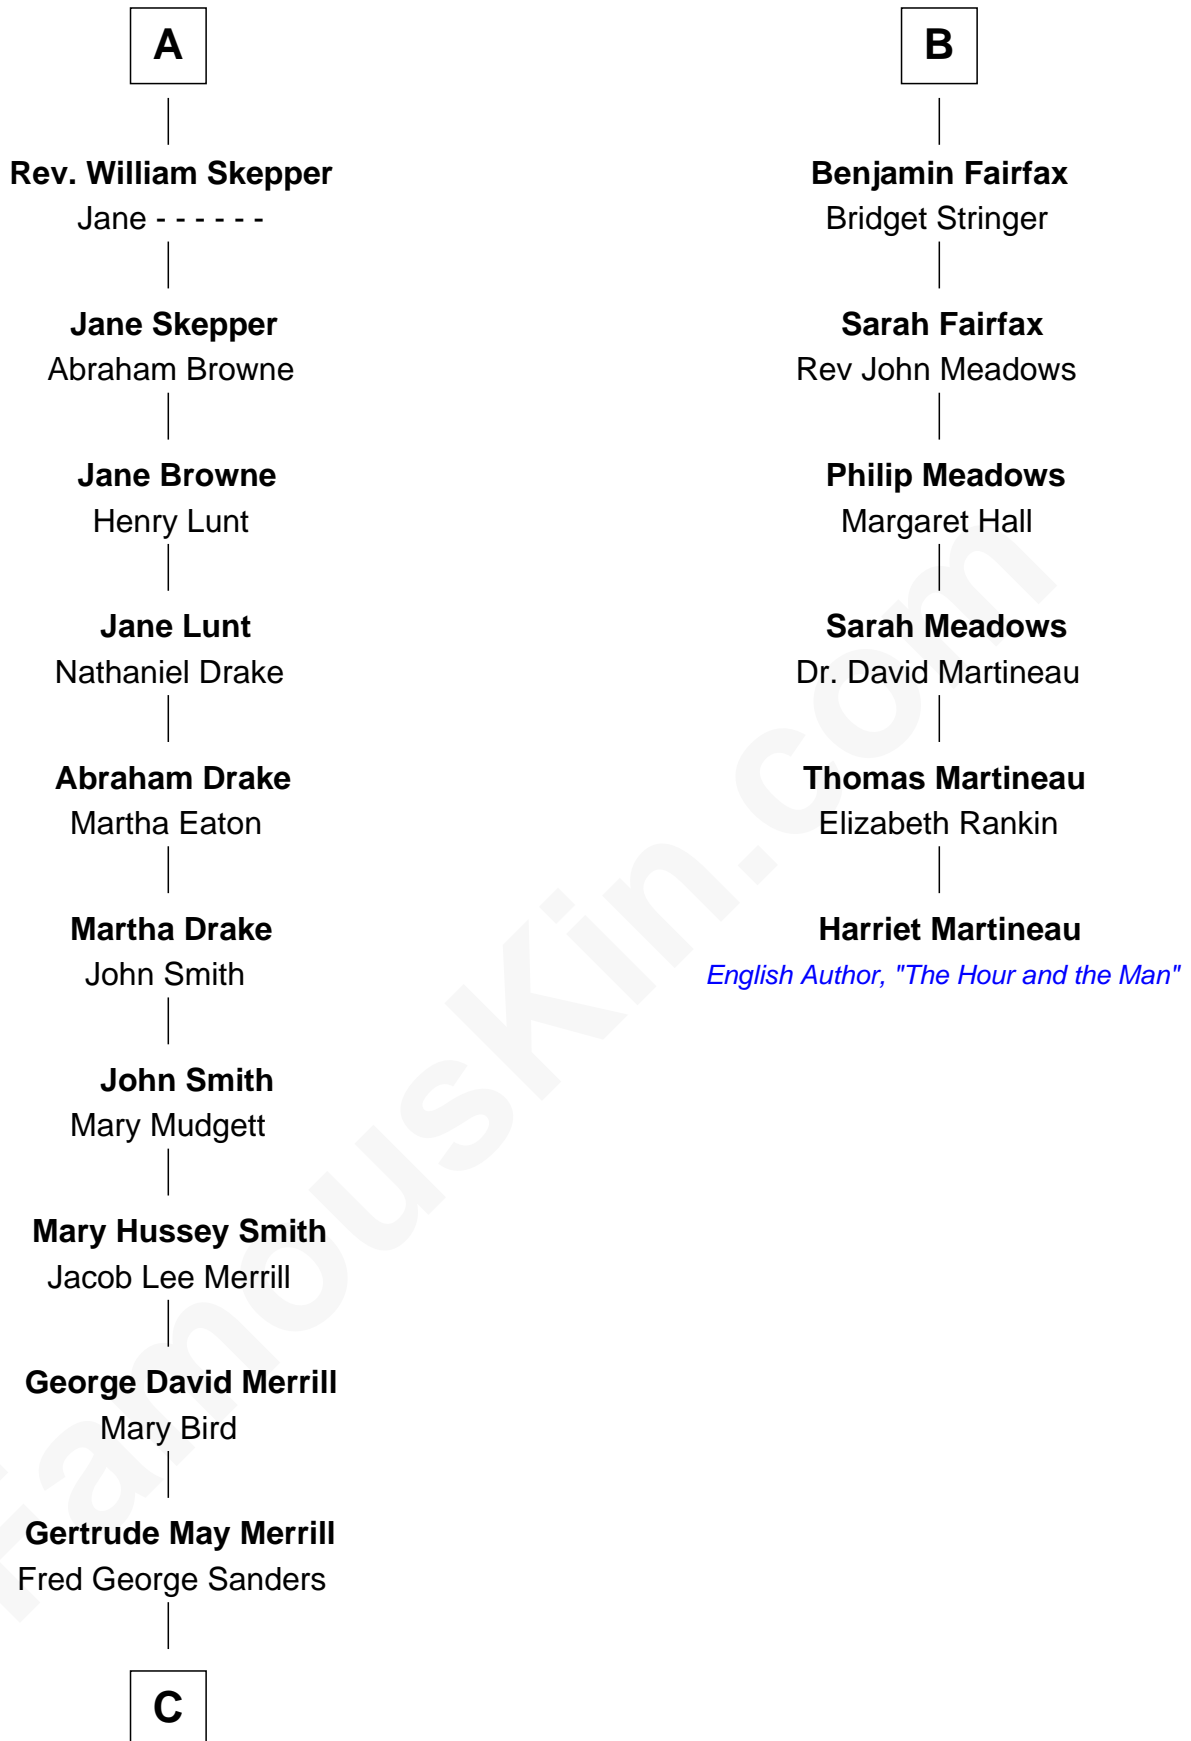 A
Rev. William Skepper
Jane - - - - - -
Jane Skepper
Abraham Browne
Jane Browne
Henry Lunt
Jane Lunt
Nathaniel Drake
Abraham Drake
Martha Eaton
Martha Drake
John Smith
John Smith
Mary Mudgett
Mary Hussey Smith
Jacob Lee Merrill
George David Merrill
Mary Bird
Gertrude May Merrill
Fred George Sanders
C
B
Benjamin Fairfax
Bridget Stringer
Sarah Fairfax
Rev John Meadows
Philip Meadows
Margaret Hall
Sarah Meadows
Dr. David Martineau
Thomas Martineau
Elizabeth Rankin
Harriet Martineau
English Author, "The Hour and the Man"
FamousKin.com